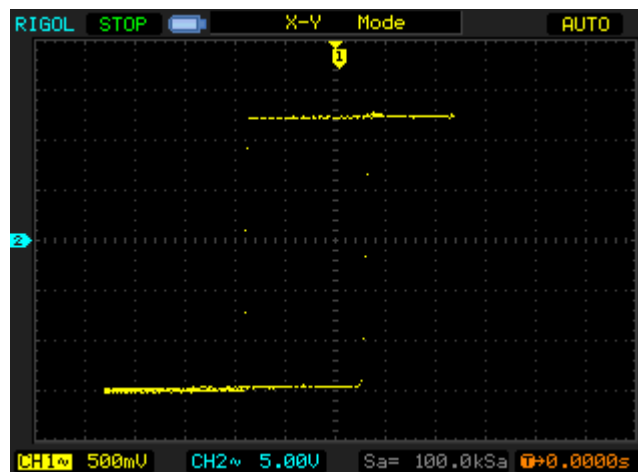 RIGOL STOP X-Y Mode AUTO
1
2
CH1~ 500mV CH2~ 5.00V Sa= 100.0kSa T→0.0000s